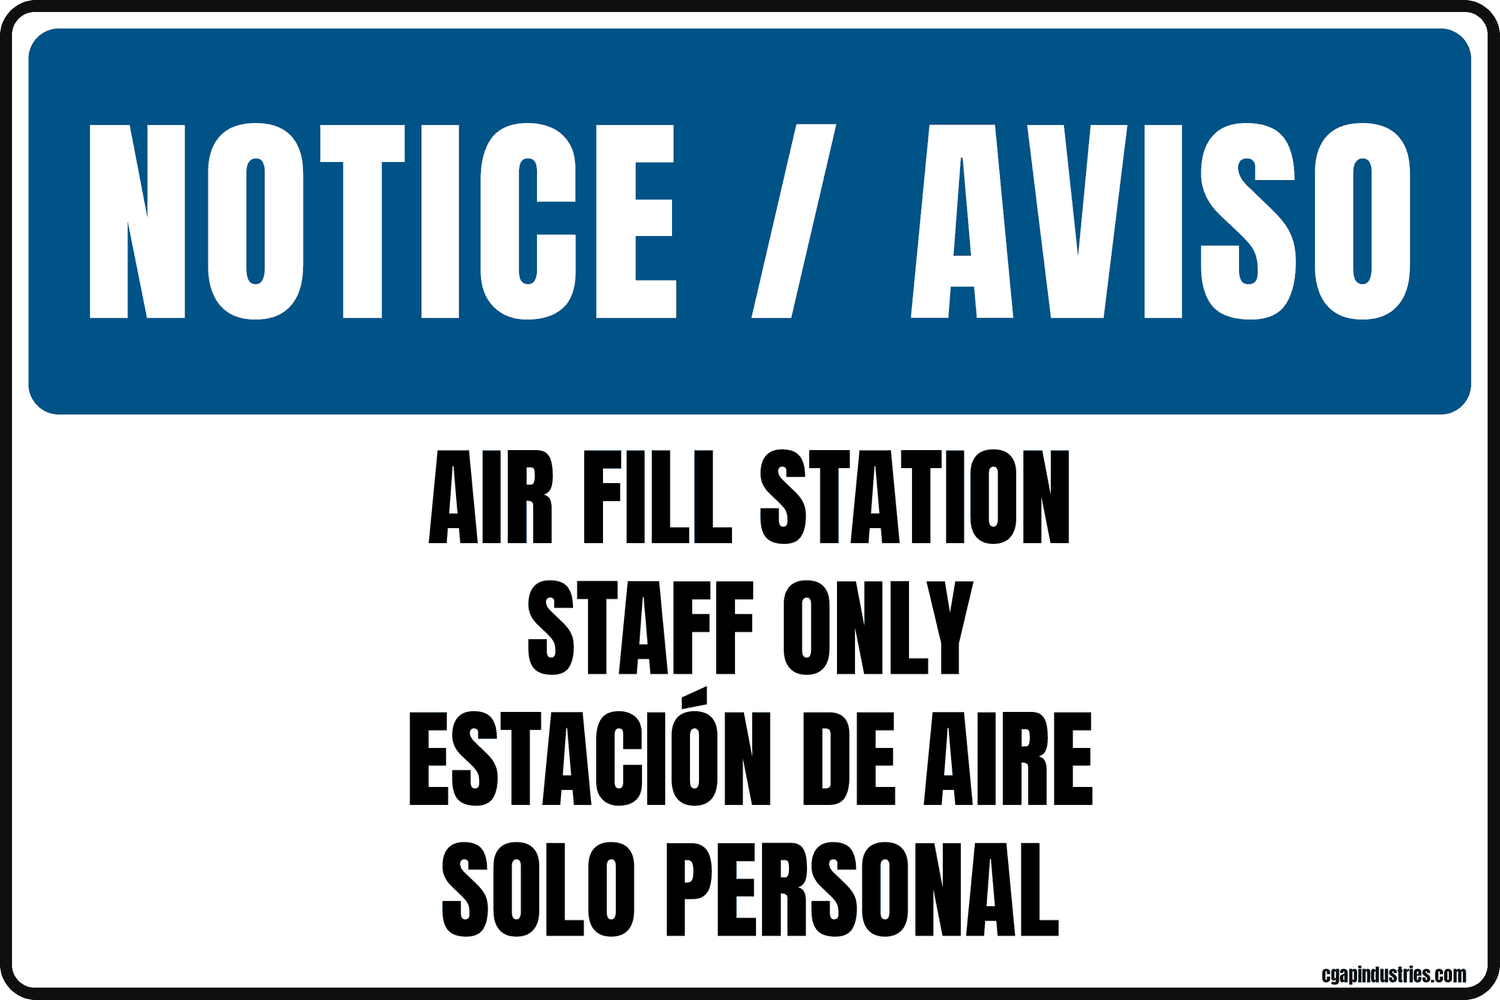 NOTICE / AVISO
AIR FILL STATION
STAFF ONLY
ESTACIÓN DE AIRE
SOLO PERSONAL
cgapindustries.com